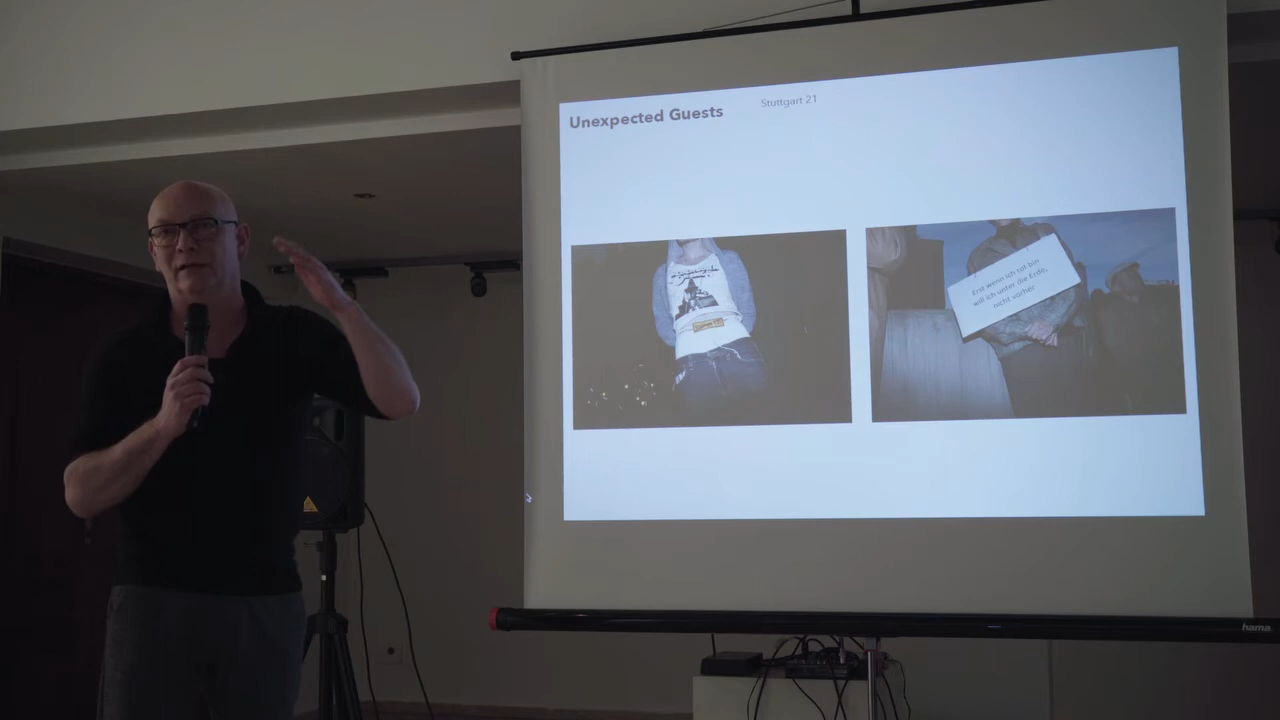 Unexpected Guests
Stuttgart 21
Erst wenn ich tot bin
will ich unter die Erde,
nicht vorher
hama